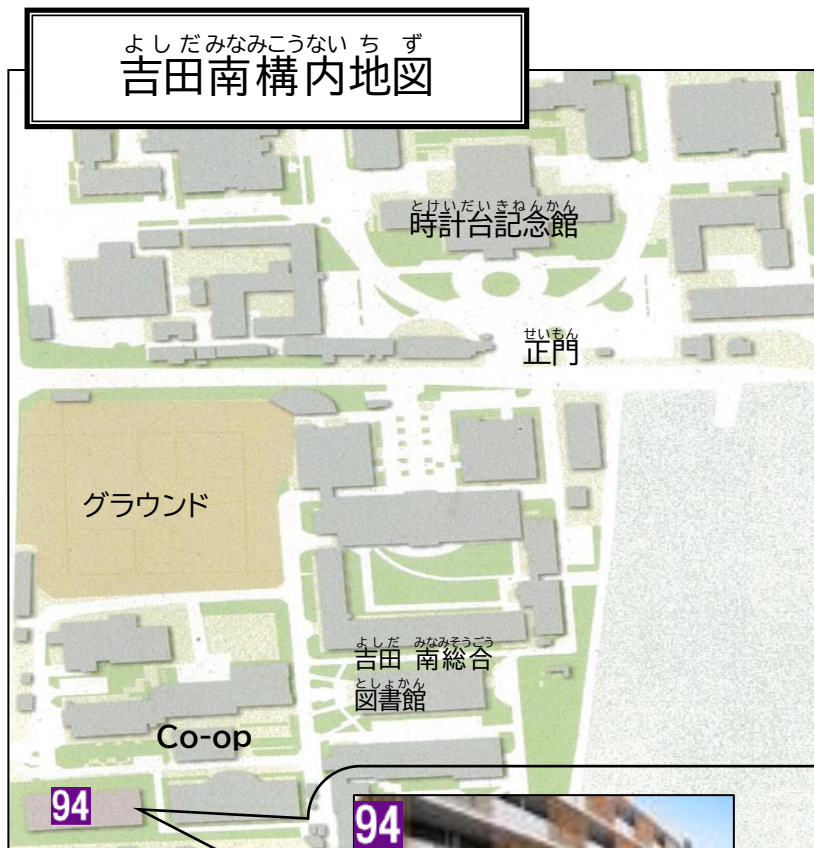 よしだみなみこうないちず
吉田南構内地図
とけいだいきねんかん
時計台記念館
せいもん
正門
グラウンド
よしだ みなみそうごう
吉田 南総合
としょかん
図書館
Co-op
94
94